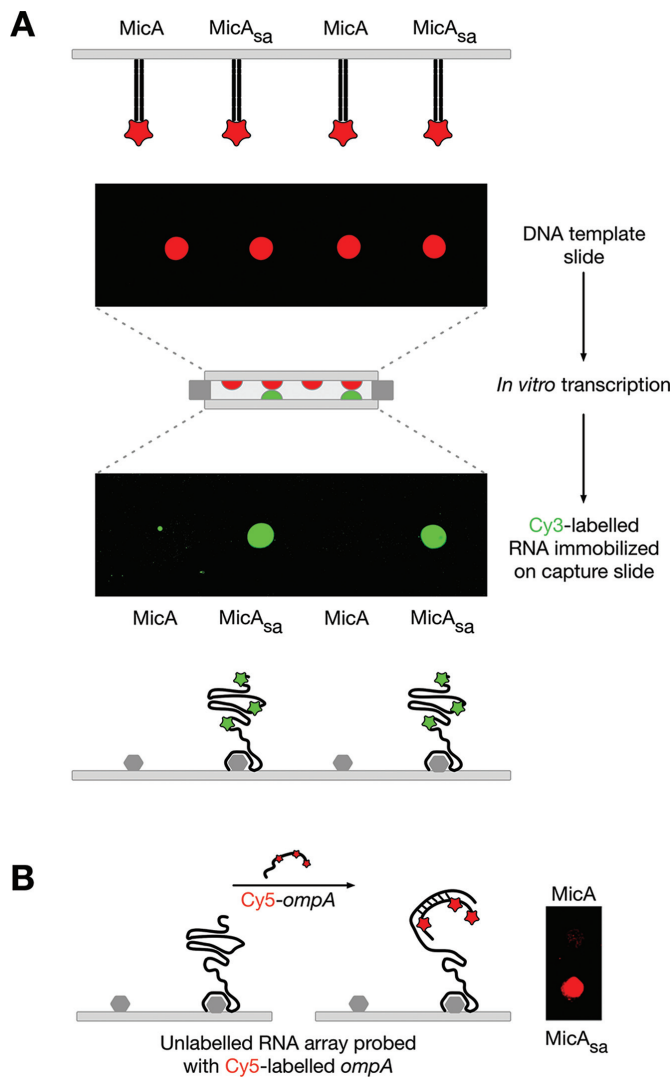 A
MicA MicAsa MicA MicAsa
DNA template
slide
In vitro transcription
Cy3-labelled
RNA immobilized
on capture slide
MicA MicAsa MicA MicAsa
B
Cy5-ompA
MicA
MicAsa
Unlabelled RNA array probed
with Cy5-labelled ompA